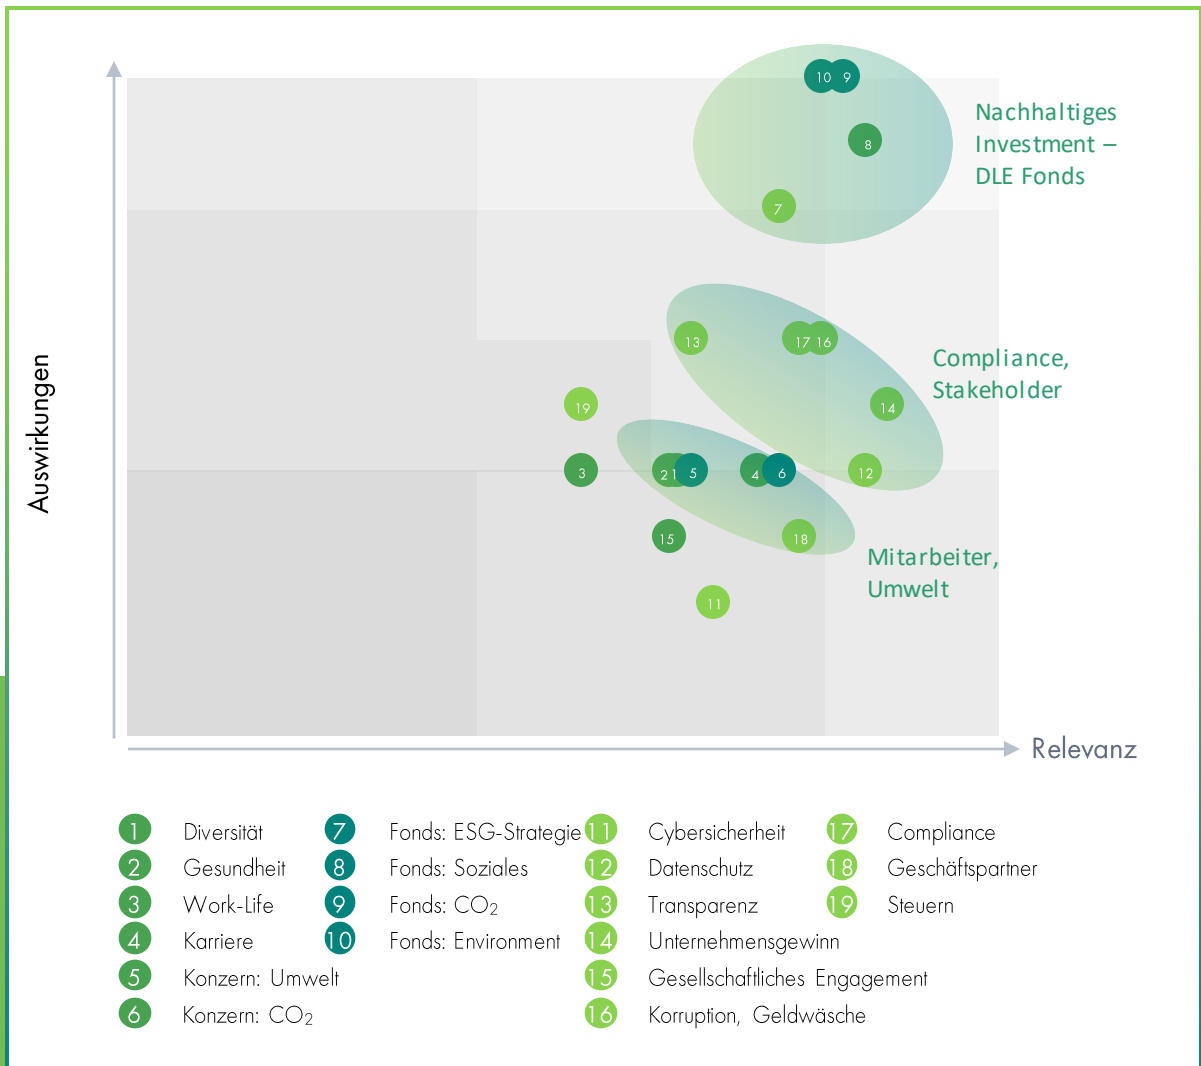 10 9
8
7
Nachhaltiges
Investment –
DLE Fonds
Auswirkungen
13 17 16
14
12
Compliance,
Stakeholder
19
3
2 1 5 4 6
15 18
11
Mitarbeiter,
Umwelt
Relevanz
1 Diversität
2 Gesundheit
3 Work-Life
4 Karriere
5 Konzern: Umwelt
6 Konzern: CO₂
7 Fonds: ESG-Strategie
8 Fonds: Soziales
9 Fonds: CO₂
10 Fonds: Environment
11 Cybersicherheit
12 Datenschutz
13 Transparenz
14 Unternehmensgewinn
15 Gesellschaftliches Engagement
16 Korruption, Geldwäsche
17 Compliance
18 Geschäftspartner
19 Steuern